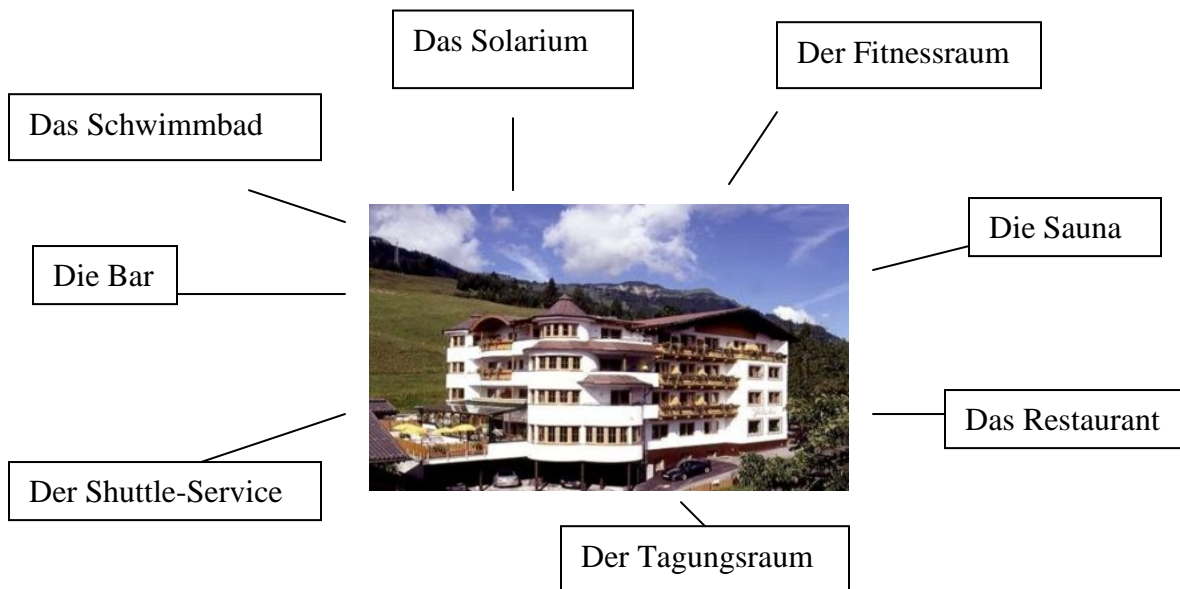 Das Solarium
Der Fitnessraum
Das Schwimmbad
Die Sauna
Die Bar
Das Restaurant
Der Shuttle-Service
Der Tagungsraum